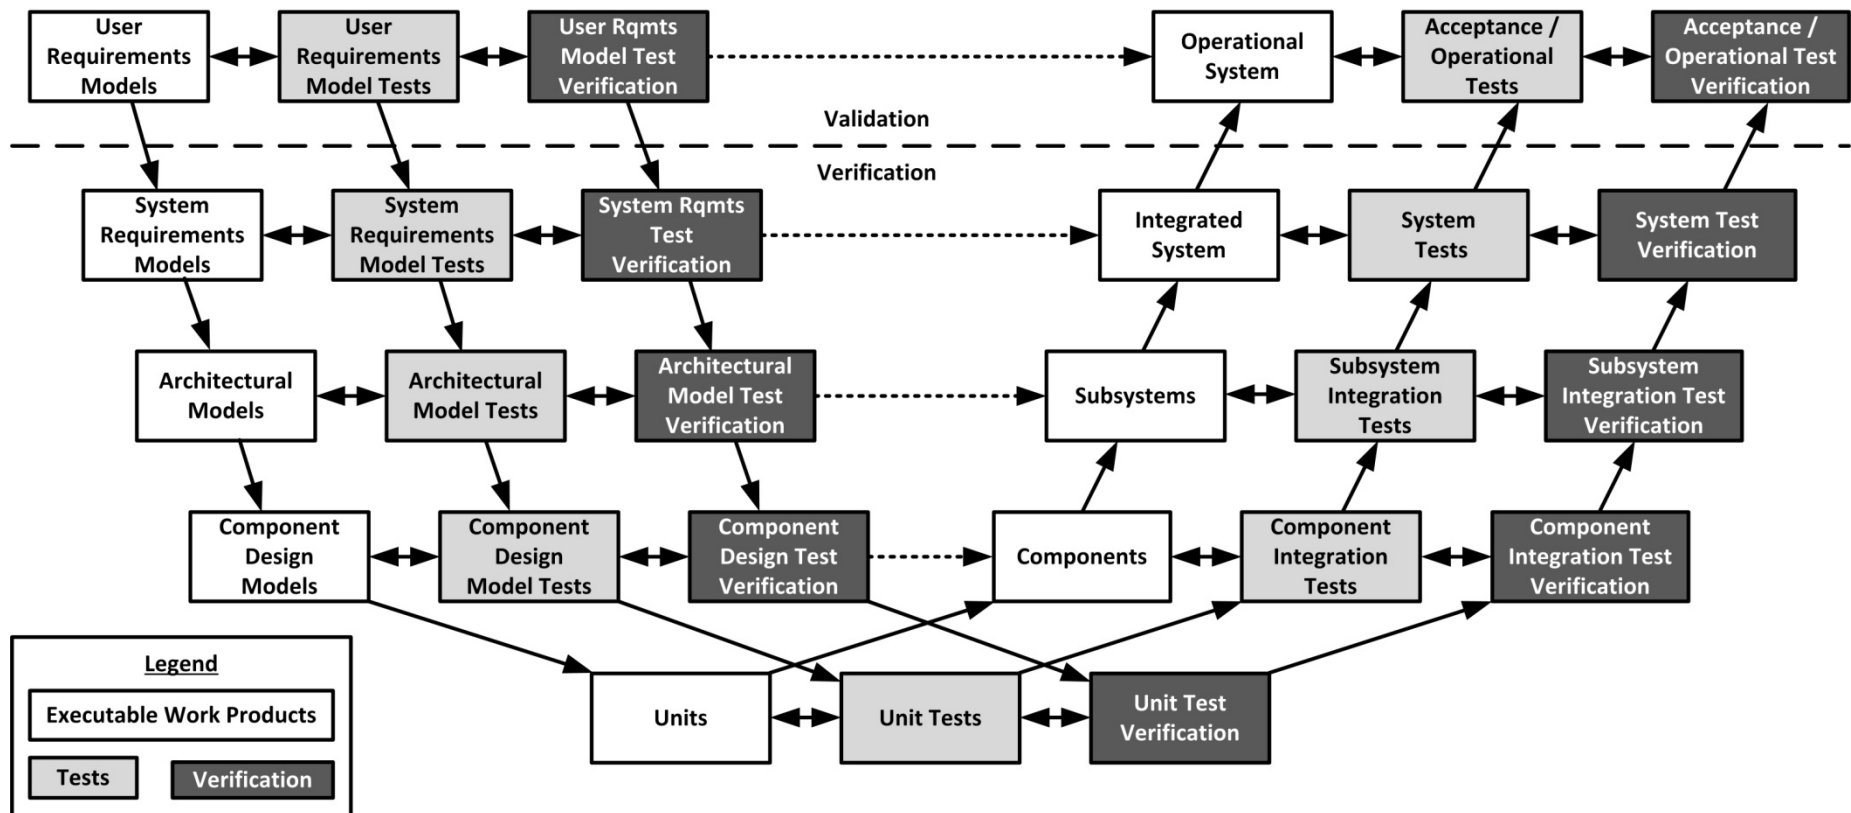 User
Requirements
Models
User
Requirements
Model Tests
User Rqmts
Model Test
Verification
Operational
System
Acceptance /
Operational
Tests
Acceptance /
Operational Test
Verification
Validation
Verification
System
Requirements
Models
System
Requirements
Model Tests
System Rqmts
Test
Verification
Integrated
System
System
Tests
System Test
Verification
Architectural
Models
Architectural
Model Tests
Architectural
Model Test
Verification
Subsystems
Subsystem
Integration
Tests
Subsystem
Integration Test
Verification
Component
Design
Models
Component
Design
Model Tests
Component
Design Test
Verification
Components
Component
Integration
Tests
Component
Integration Test
Verification
Units
Unit Tests
Unit Test
Verification
Legend
Executable Work Products
Tests
Verification